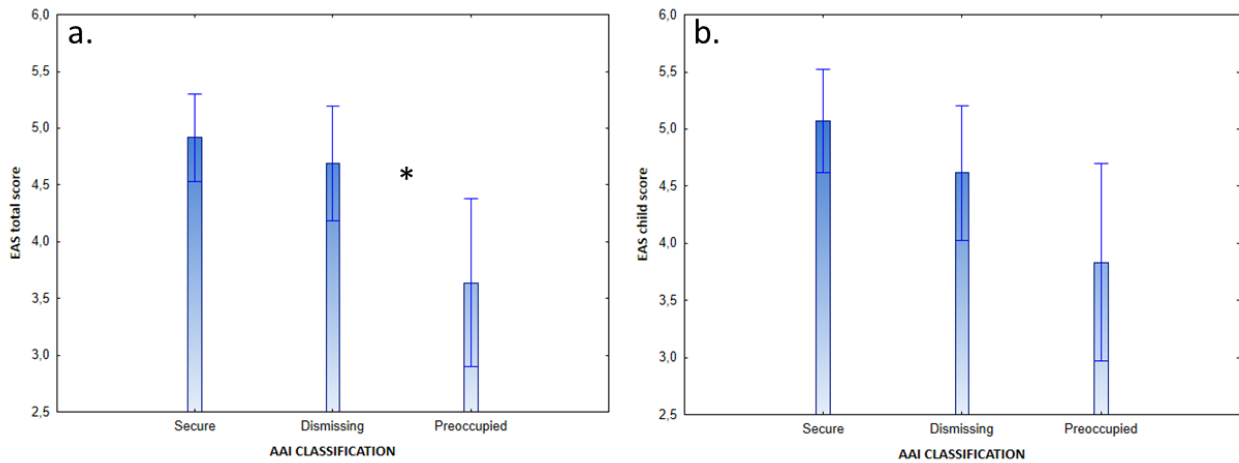 a.
6,0
5,5
5,0
4,5
4,0
3,5
3,0
2,5
EAS total score
*
Secure Dismissing Preoccupied
AAI CLASSIFICATION
b.
6,0
5,5
5,0
4,5
4,0
3,5
3,0
2,5
EAS child score
Secure Dismissing Preoccupied
AAI CLASSIFICATION